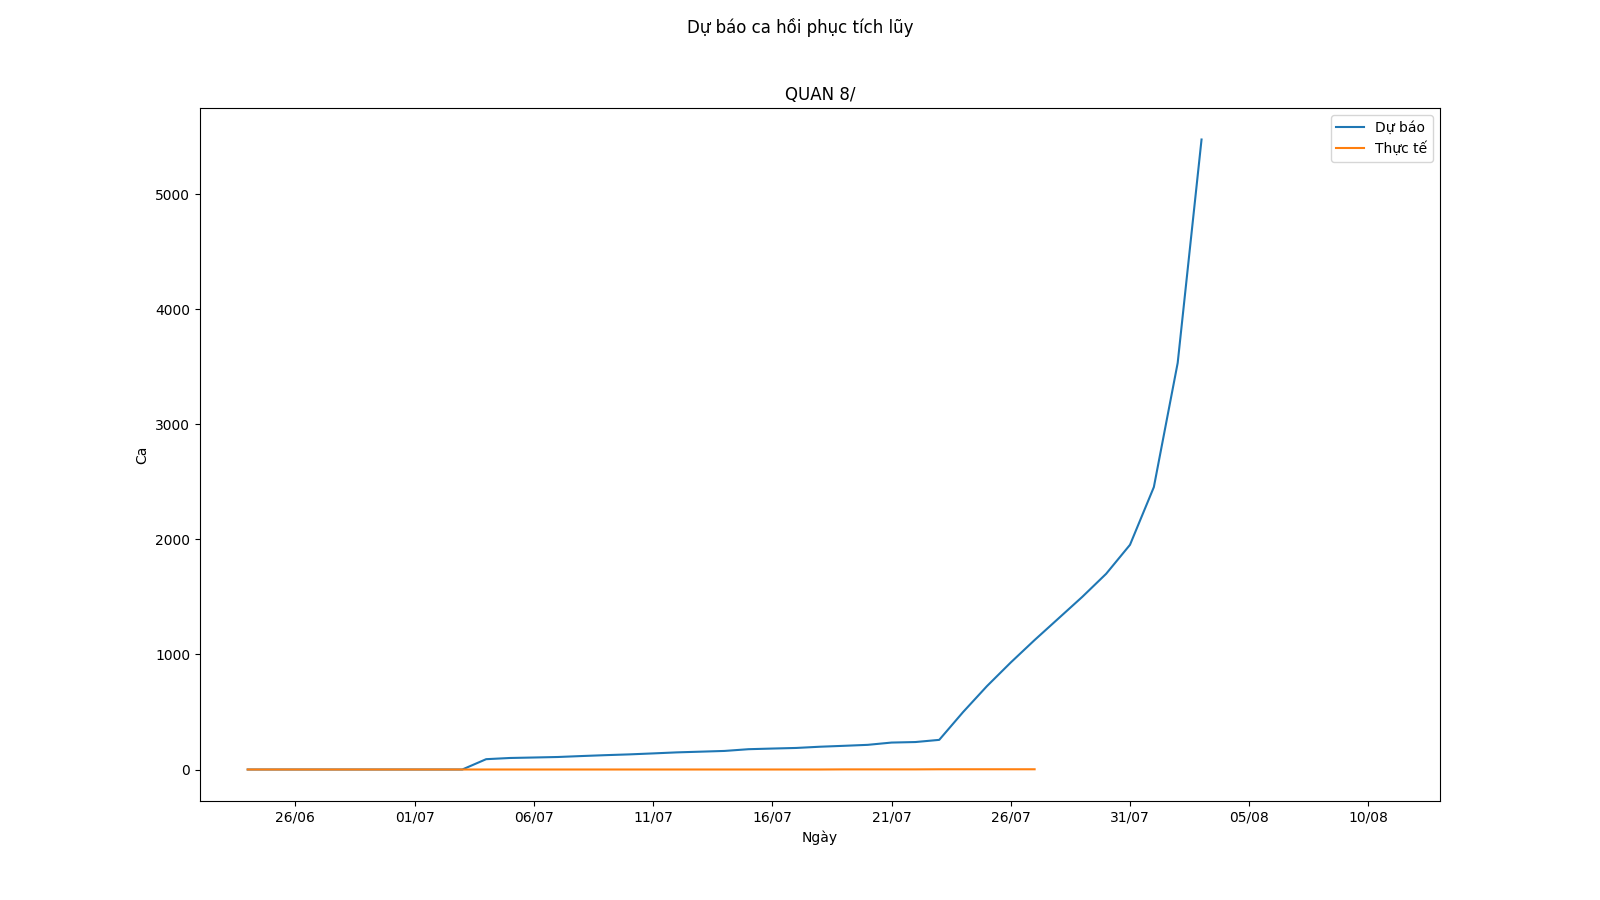 Dự báo ca hồi phục tích lũy
QUAN 8/
Dự báo
Thực tế
5000
4000
3000
2000
1000
0
Ca
26/06
01/07
06/07
11/07
16/07
21/07
26/07
31/07
05/08
10/08
Ngày